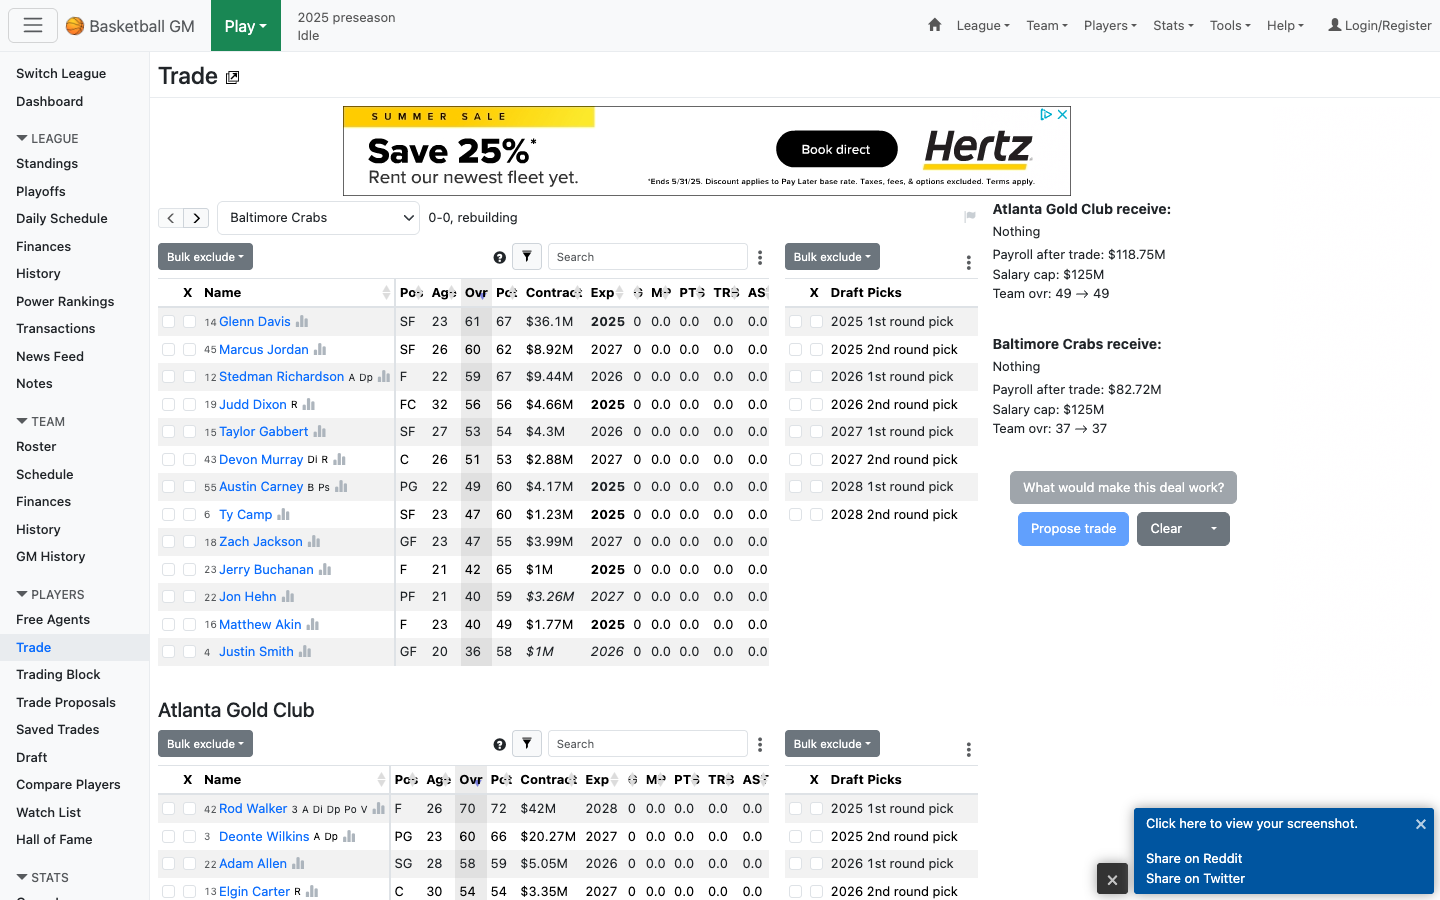 Basketball GM
Play
2025 preseason
Idle
League
Team
Players
Stats
Tools
Help
Login/Register
Switch League
Dashboard
LEAGUE
Standings
Playoffs
Daily Schedule
Finances
History
Power Rankings
Transactions
News Feed
Notes
TEAM
Roster
Schedule
Finances
History
GM History
PLAYERS
Free Agents
Trade
Trading Block
Trade Proposals
Saved Trades
Draft
Compare Players
Watch List
Hall of Fame
STATS
Trade
SUMMER SALE
Save 25%*
Rent our newest fleet yet.
Book direct
Hertz
*Ends 5/31/25. Discount applies to Pay Later base rate. Taxes, fees, & options excluded. Terms apply.
Baltimore Crabs
0-0, rebuilding
Bulk exclude
Search
X Name Pos Age Ovr Pot Contract Exp G MP PTS TRB AS
14 Glenn Davis SF 23 61 67 $36.1M 2025 0 0.0 0.0 0.0 0.0
45 Marcus Jordan SF 26 60 62 $8.92M 2027 0 0.0 0.0 0.0 0.0
12 Stedman Richardson A Dp F 22 59 67 $9.44M 2026 0 0.0 0.0 0.0 0.0
19 Judd Dixon R FC 32 56 56 $4.66M 2025 0 0.0 0.0 0.0 0.0
15 Taylor Gabbert SF 27 53 54 $4.3M 2026 0 0.0 0.0 0.0 0.0
43 Devon Murray Di R C 26 51 53 $2.88M 2027 0 0.0 0.0 0.0 0.0
55 Austin Carney B Ps PG 22 49 60 $4.17M 2025 0 0.0 0.0 0.0 0.0
6 Ty Camp SF 23 47 60 $1.23M 2025 0 0.0 0.0 0.0 0.0
18 Zach Jackson GF 23 47 55 $3.99M 2027 0 0.0 0.0 0.0 0.0
23 Jerry Buchanan F 21 42 65 $1M 2025 0 0.0 0.0 0.0 0.0
22 Jon Hehn PF 21 40 59 $3.26M 2027 0 0.0 0.0 0.0 0.0
16 Matthew Akin F 23 40 49 $1.77M 2025 0 0.0 0.0 0.0 0.0
4 Justin Smith GF 20 36 58 $1M 2026 0 0.0 0.0 0.0 0.0
Bulk exclude
X Draft Picks
2025 1st round pick
2025 2nd round pick
2026 1st round pick
2026 2nd round pick
2027 1st round pick
2027 2nd round pick
2028 1st round pick
2028 2nd round pick
Atlanta Gold Club receive:
Nothing
Payroll after trade: $118.75M
Salary cap: $125M
Team ovr: 49 → 49
Baltimore Crabs receive:
Nothing
Payroll after trade: $82.72M
Salary cap: $125M
Team ovr: 37 → 37
What would make this deal work?
Propose trade
Clear
Atlanta Gold Club
Bulk exclude
Search
X Name Pos Age Ovr Pot Contract Exp G MP PTS TRB AST
42 Rod Walker 3 A Di Dp Po V F 26 70 72 $42M 2028 0 0.0 0.0 0.0 0.0
3 Deonte Wilkins A Dp PG 23 60 66 $20.27M 2027 0 0.0 0.0 0.0 0.0
22 Adam Allen SG 28 58 59 $5.05M 2026 0 0.0 0.0 0.0 0.0
13 Elgin Carter R C 30 54 54 $3.35M 2027 0 0.0 0.0 0.0 0.0
Bulk exclude
X Draft Picks
2025 1st round pick
2025 2nd round pick
2026 1st round pick
2026 2nd round pick
Click here to view your screenshot.
Share on Reddit
Share on Twitter